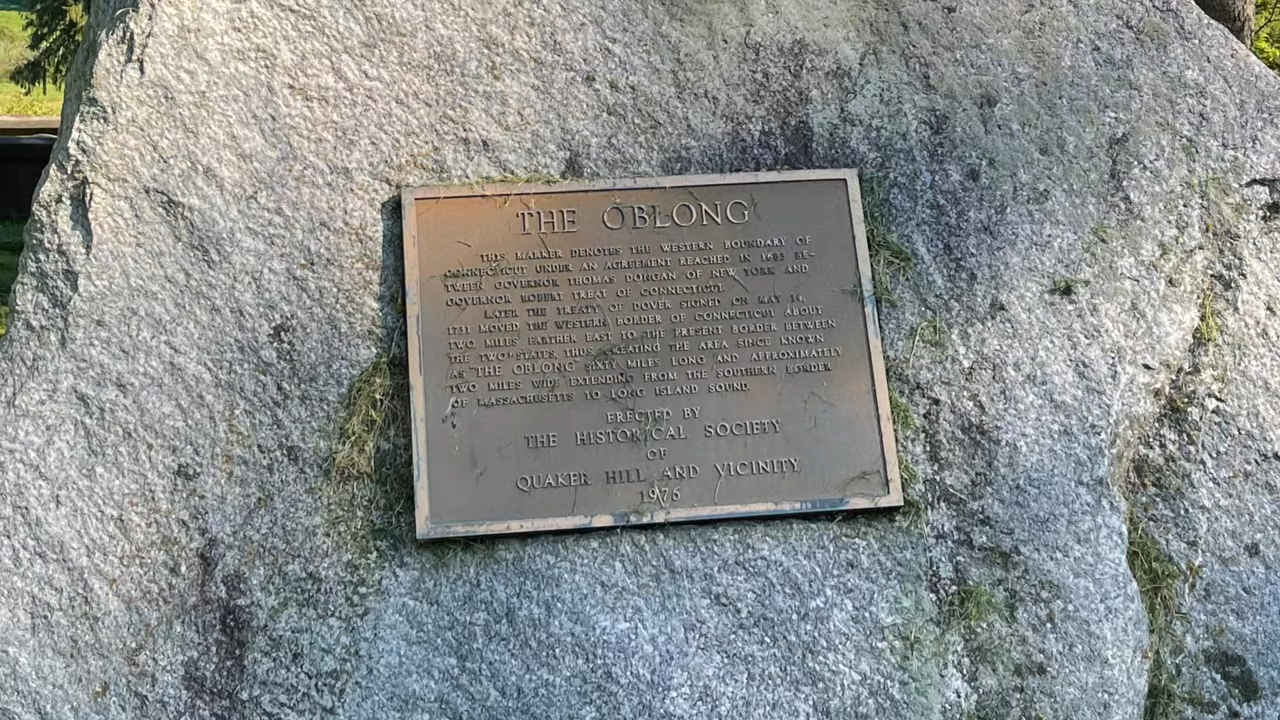 THE OBLONG
THIS MARKER DENOTES THE WESTERN BOUNDARY OF
CONNECTICUT UNDER AN AGREEMENT REACHED IN 1683 BE-
TWEEN GOVERNOR THOMAS DONGAN OF NEW YORK AND
GOVERNOR ROBERT TREAT OF CONNECTICUT.
LATER THE TREATY OF DOVER SIGNED ON MAY 14,
1731 MOVED THE WESTERN BORDER OF CONNECTICUT ABOUT
TWO MILES FARTHER EAST TO THE PRESENT BORDER BETWEEN
THE TWO STATES, THUS CREATING THE AREA SINCE KNOWN
AS "THE OBLONG" SIXTY MILES LONG AND APPROXIMATELY
TWO MILES WIDE EXTENDING FROM THE SOUTHERN BORDER
OF MASSACHUSETTS TO LONG ISLAND SOUND.
ERECTED BY
THE HISTORICAL SOCIETY
OF
QUAKER HILL AND VICINITY
1976